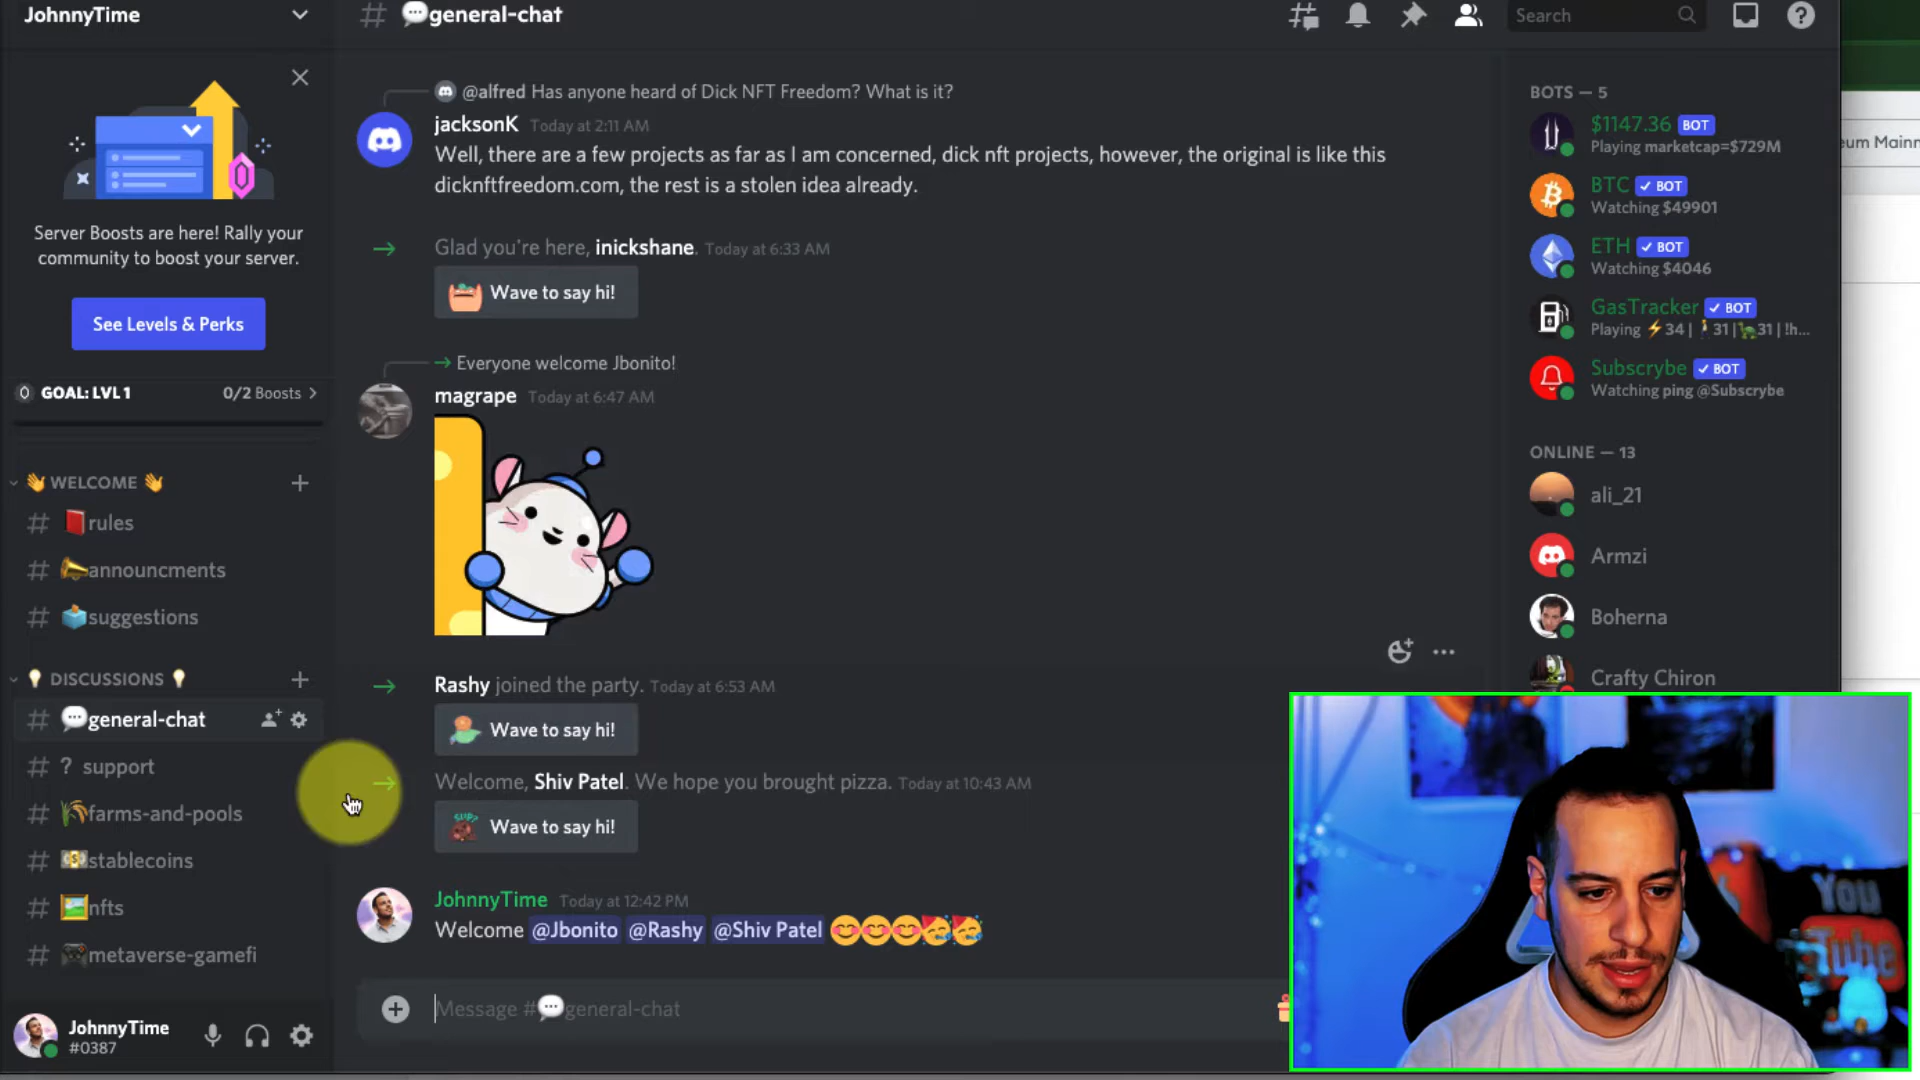 JohnnyTime
Server Boosts are here! Rally your
community to boost your server.
See Levels & Perks
GOAL: LVL 1
0/2 Boosts
WELCOME
rules
announcments
suggestions
DISCUSSIONS
general-chat
? support
farms-and-pools
stablecoins
nfts
metaverse-gamefi
JohnnyTime
#0387
# general-chat
Search
@alfred Has anyone heard of Dick NFT Freedom? What is it?
jacksonK Today at 2:11 AM
Well, there are a few projects as far as I am concerned, dick nft projects, however, the original is like this
dicknftfreedom.com, the rest is a stolen idea already.
Glad you're here, inickshane. Today at 6:33 AM
Wave to say hi!
Everyone welcome Jbonito!
magrape Today at 6:47 AM
Rashy joined the party. Today at 6:53 AM
Wave to say hi!
Welcome, Shiv Patel. We hope you brought pizza. Today at 10:43 AM
SUP?
Wave to say hi!
JohnnyTime Today at 12:42 PM
Welcome @Jbonito @Rashy @Shiv Patel
Message # general-chat
BOTS — 5
$1147.36 BOT
Playing marketcap=$729M
BTC BOT
Watching $49901
ETH BOT
Watching $4046
GasTracker BOT
Playing 34 | 31 | 31 | !h...
Subscrybe BOT
Watching ping @Subscrybe
ONLINE — 13
ali_21
Armzi
Boherna
Crafty Chiron
eum Mainn
You
Tube